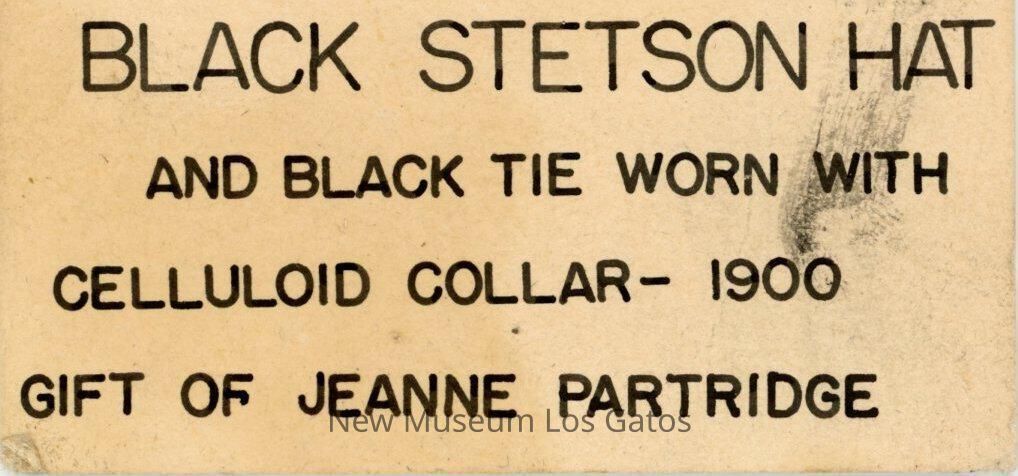 BLACK STETSON HAT
AND BLACK TIE WORN WITH
CELLULOID COLLAR- 1900
GIFT OF JEANNE PARTRIDGE
New Museum Los Gatos